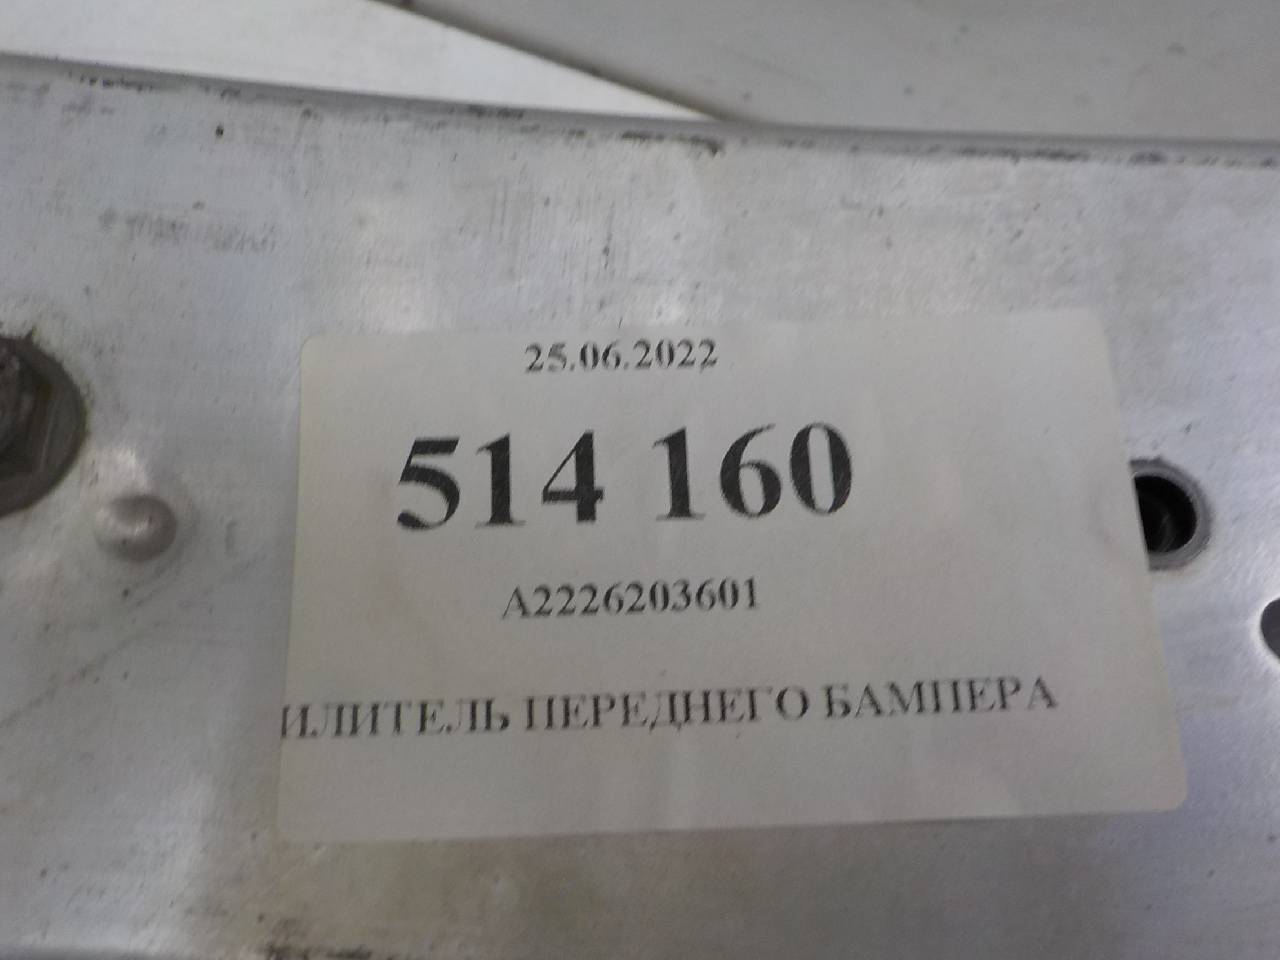 25.06.2022
514 160
A2226203601
ИЛИТЕЛЬ ПЕРЕДНЕГО БАМПЕРА